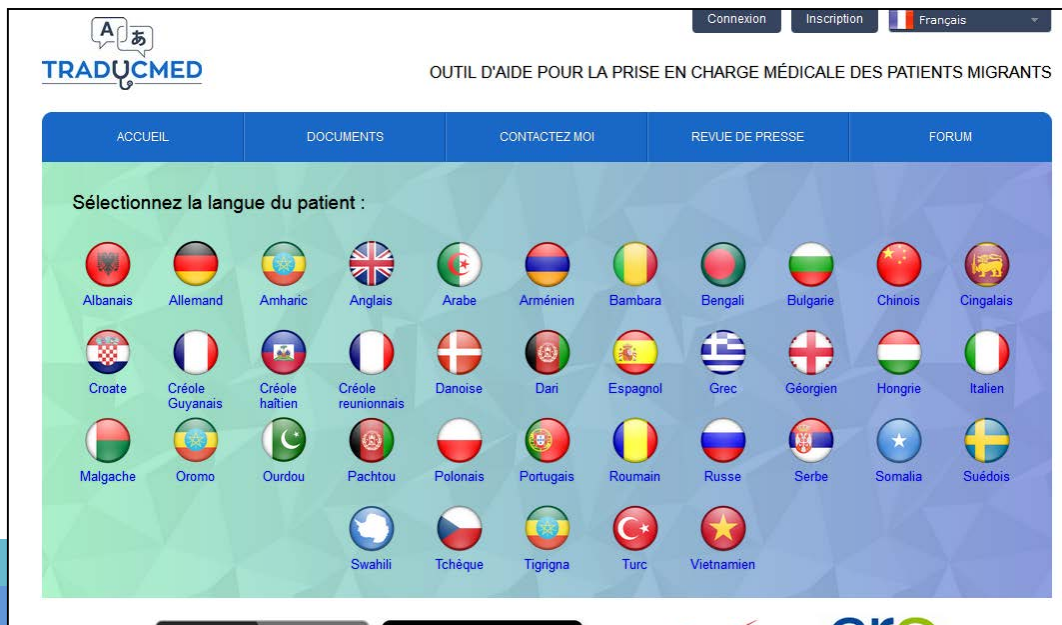 Connexion Inscription Français
A あ
TRADUCMED
OUTIL D'AIDE POUR LA PRISE EN CHARGE MÉDICALE DES PATIENTS MIGRANTS
ACCUEIL DOCUMENTS CONTACTEZ MOI REVUE DE PRESSE FORUM
Sélectionnez la langue du patient :
Albanais Allemand Amharic Anglais Arabe Arménien Bambara Bengali Bulgarie Chinois Cingalais
Croate Créole Guyanais Créole haîtien Créole reunionnais Danoise Dari Espagnol Grec Géorgien Hongrie Italien
Malgache Oromo Ourdou Pachtou Polonais Portugais Roumain Russe Serbe Somalia Suédois
Swahili Tchèque Tigrigna Turc Vietnamien